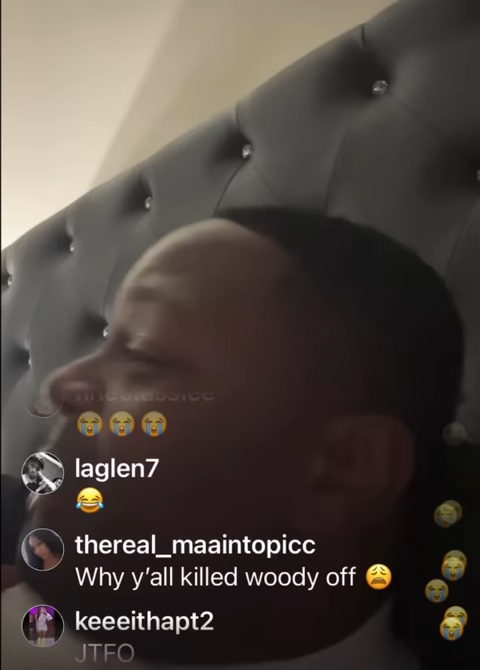 😭😭😭
laglen7
😂
thereal_maaintopicc
Why y'all killed woody off 😩
keeeithapt2
JTFO